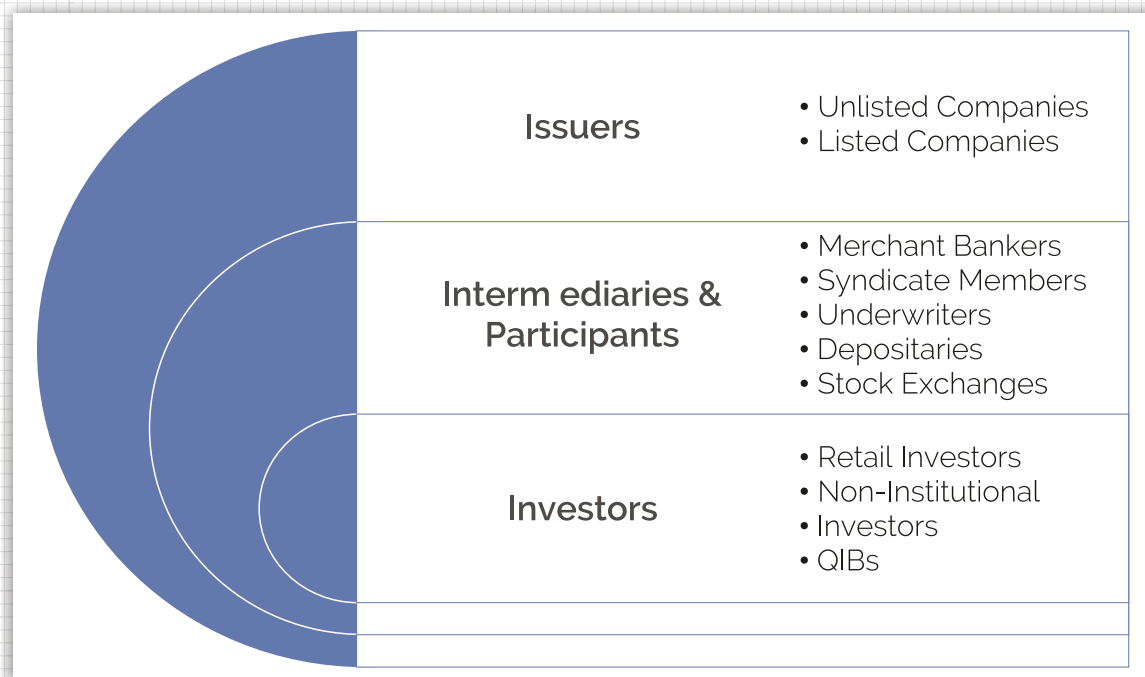 Issuers
• Unlisted Companies
• Listed Companies
Interm ediaries &
Participants
• Merchant Bankers
• Syndicate Members
• Underwriters
• Depositaries
• Stock Exchanges
Investors
• Retail Investors
• Non-Institutional
• Investors
• QIBs